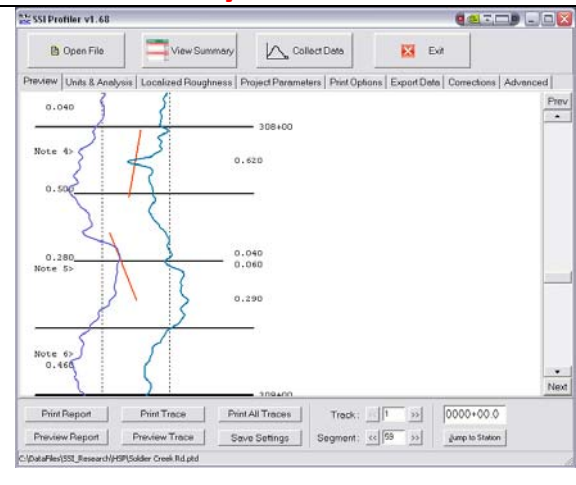 SSI Profiler v1.68
Open File View Summary Collect Data Exit
Preview Units & Analysis Localized Roughness Project Parameters Print Options Export Data Corrections Advanced
Prev
0.040
308+00
Note 4>
0.620
0.500
0.280 0.040
Note 5> 0.060
0.290
Note 6>
0.460
309+00
Next
Print Report Print Trace Print All Traces Track: << 1 >> 0000+00.0
Preview Report Preview Trace Save Settings Segment: << 59 >> Jump to Station
C:\DataFiles\SSI_Research\HSP\Solder Creek Rd.ptd